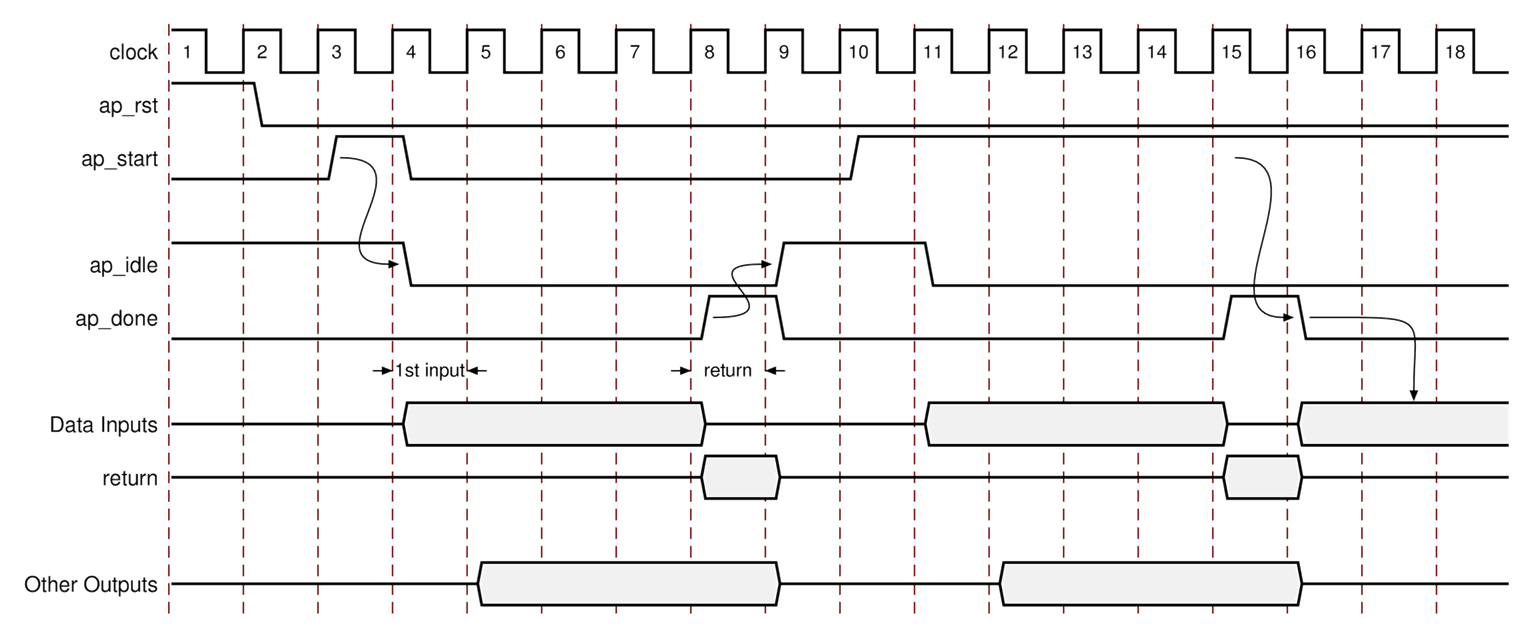 clock 1 2 3 4 5 6 7 8 9 10 11 12 13 14 15 16 17 18
ap_rst
ap_start
ap_idle
ap_done
1st input return
Data Inputs
return
Other Outputs